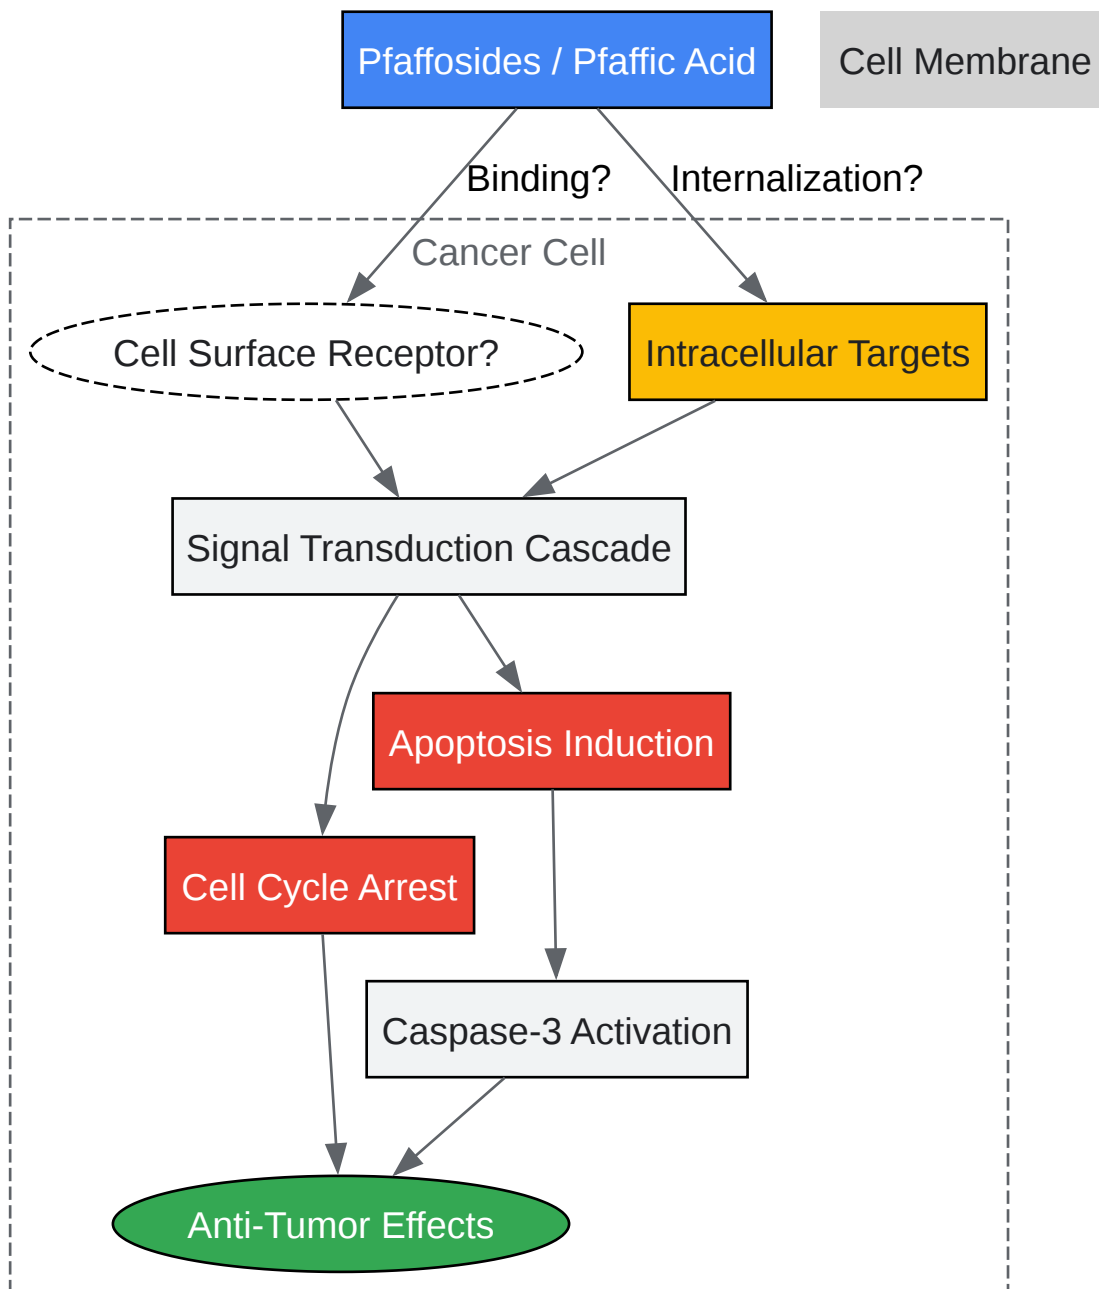 Pfaffosides / Pfaffic Acid
Cell Membrane
Binding?
Internalization?
Cancer Cell
Cell Surface Receptor?
Intracellular Targets
Signal Transduction Cascade
Apoptosis Induction
Cell Cycle Arrest
Caspase-3 Activation
Anti-Tumor Effects